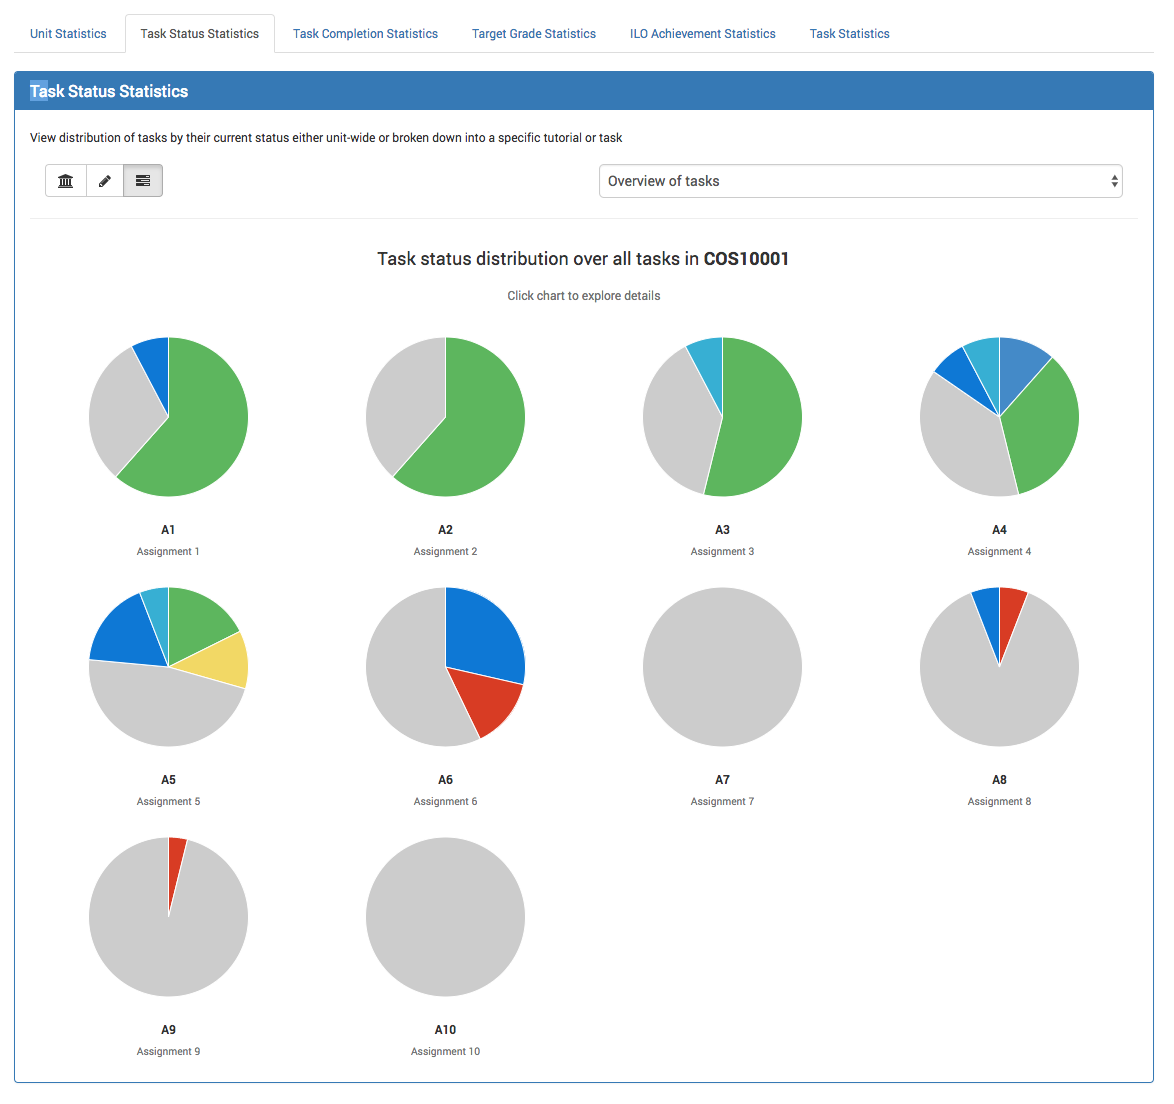 Unit Statistics Task Status Statistics Task Completion Statistics Target Grade Statistics ILO Achievement Statistics Task Statistics
Task Status Statistics
View distribution of tasks by their current status either unit-wide or broken down into a specific tutorial or task
Overview of tasks
Task status distribution over all tasks in COS10001
Click chart to explore details
A1 A2 A3 A4
Assignment 1 Assignment 2 Assignment 3 Assignment 4
A5 A6 A7 A8
Assignment 5 Assignment 6 Assignment 7 Assignment 8
A9 A10
Assignment 9 Assignment 10